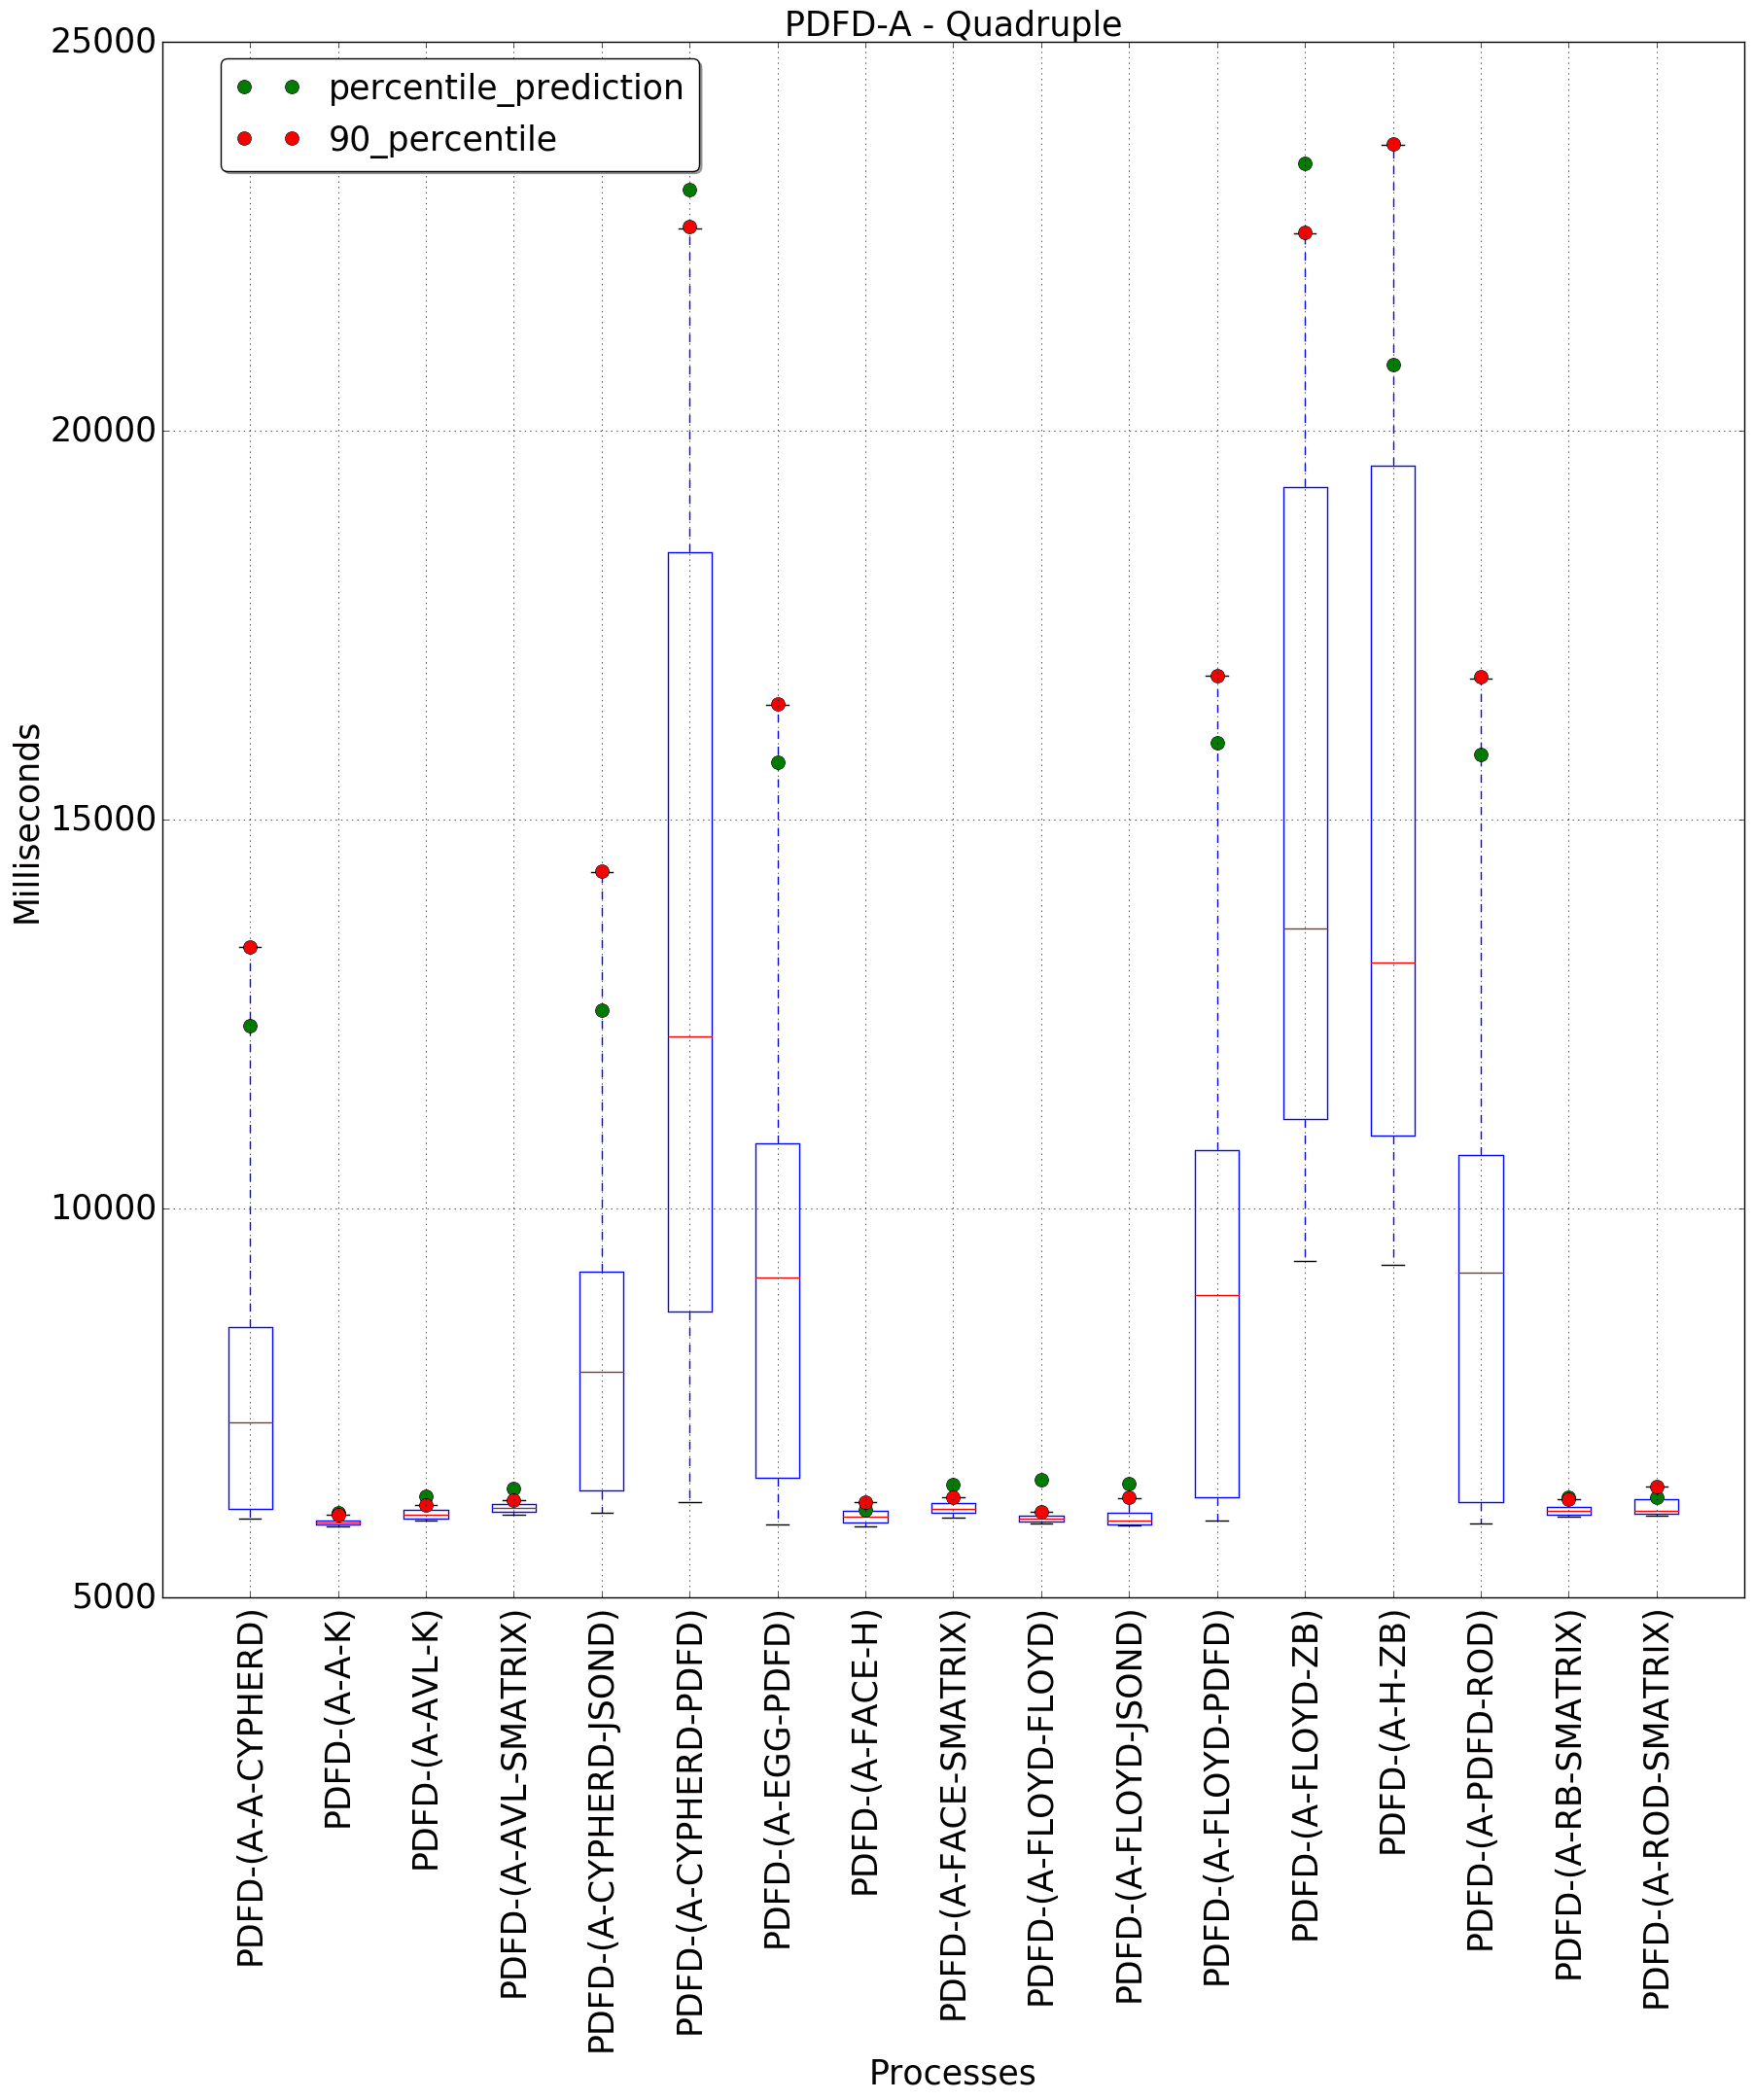 PDFD-A - Quadruple
percentile_prediction
90_percentile
25000
20000
15000
10000
5000
Milliseconds
PDFD-(A-A-CYPHERD)
PDFD-(A-A-K)
PDFD-(A-AVL-K)
PDFD-(A-AVL-SMATRIX)
PDFD-(A-CYPHERD-JSOND)
PDFD-(A-CYPHERD-PDFD)
PDFD-(A-EGG-PDFD)
PDFD-(A-FACE-H)
PDFD-(A-FACE-SMATRIX)
PDFD-(A-FLOYD-FLOYD)
PDFD-(A-FLOYD-JSOND)
PDFD-(A-FLOYD-PDFD)
PDFD-(A-FLOYD-ZB)
PDFD-(A-H-ZB)
PDFD-(A-PDFD-ROD)
PDFD-(A-RB-SMATRIX)
PDFD-(A-ROD-SMATRIX)
Processes